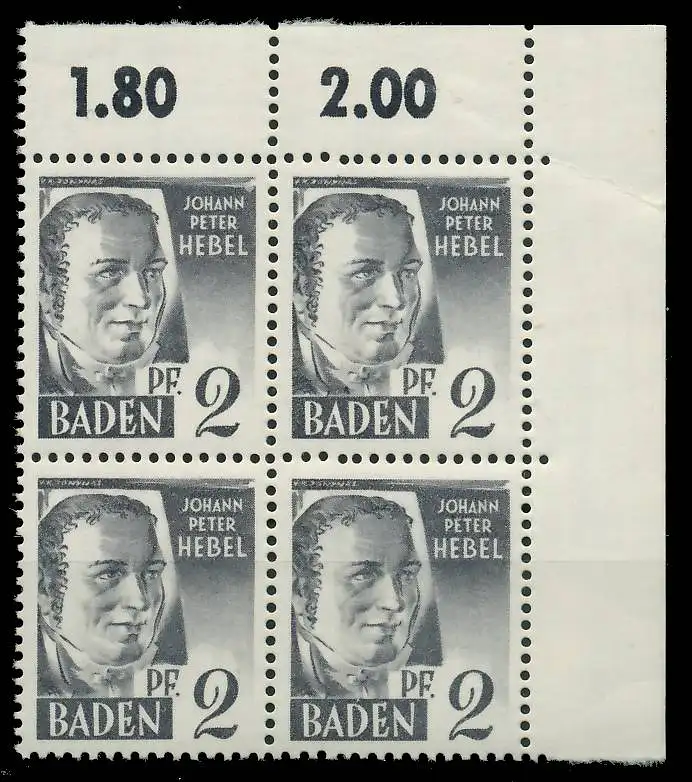 1.80 2.00
JOHANN
PETER
HEBEL
PF. 2
BADEN
JOHANN
PETER
HEBEL
PF. 2
BADEN
JOHANN
PETER
HEBEL
PF. 2
BADEN
JOHANN
PETER
HEBEL
PF. 2
BADEN